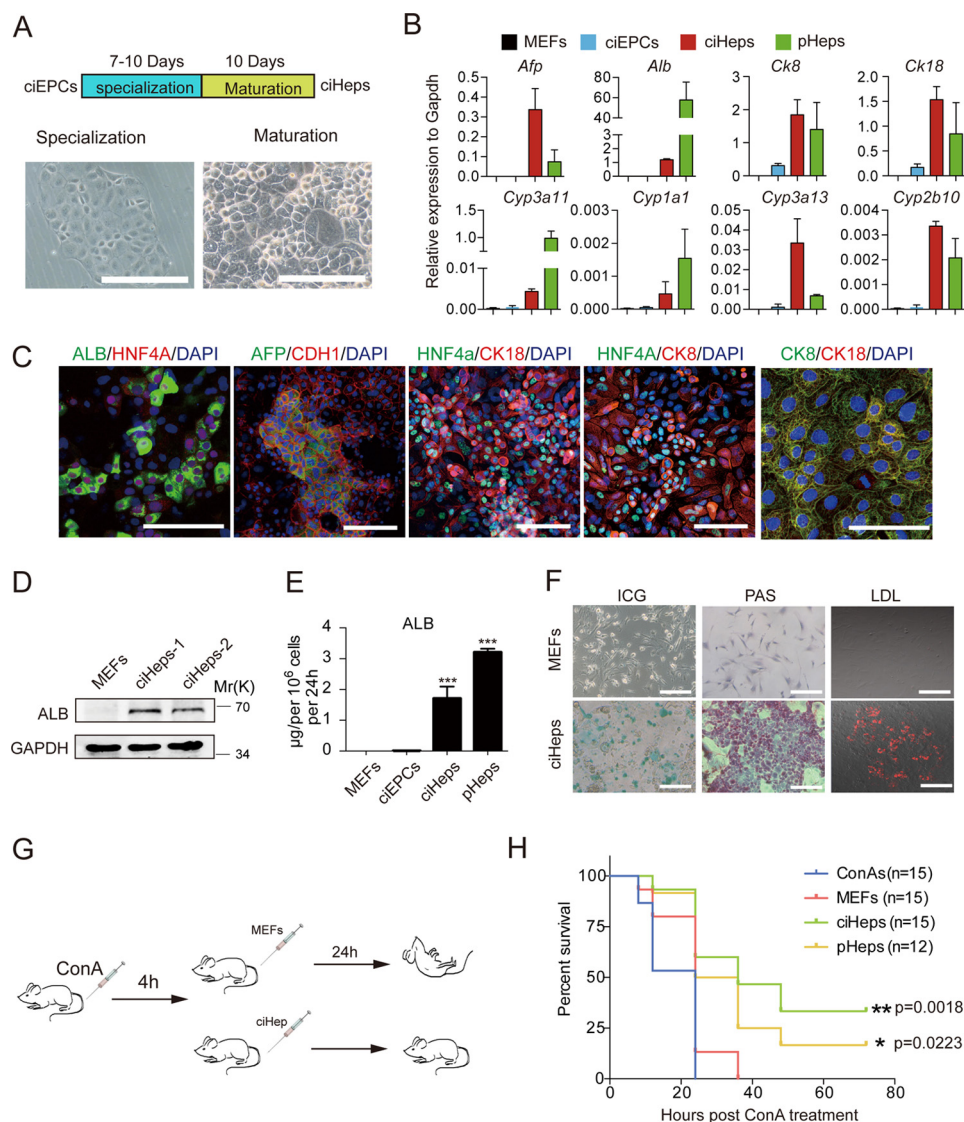 A
7-10 Days 10 Days
ciEPCs specialization Maturation ciHeps
Specialization Maturation
B
MEFs ciEPCs ciHeps pHeps
Relative expression to Gapdh
Afp Alb Ck8 Ck18
0.5 80 3 2.0
0.4 60 1.5
0.3 40 2 1.0
0.2 20 1 0.5
0.1 2 0 0.0
0.0 1
0
Cyp3a11 Cyp1a1 Cyp3a13 Cyp2b10
1.5 0.003 0.05 0.004
1.0 0.002 0.04 0.003
0.5 0.001 0.03 0.002
0.01 0.000 0.02 0.001
0.00 0.01 0.000
0.00
C
ALB/HNF4A/DAPI AFP/CDH1/DAPI HNF4a/CK18/DAPI HNF4A/CK8/DAPI CK8/CK18/DAPI
D
MEFs ciHeps-1 ciHeps-2 Mr(K)
ALB 70
GAPDH 34
E
ALB
µg/per 10⁶ cells
per 24h
4
3
2
1
0
*** ***
MEFs ciEPCs ciHeps pHeps
F
ICG PAS LDL
MEFs
ciHeps
G
ConA 4h
MEFs 24h
ciHep
H
Percent survival
100
75
50
25
0
ConAs(n=15)
MEFs (n=15)
ciHeps (n=15)
pHeps (n=12)
** p=0.0018
* p=0.0223
0 20 40 60 80
Hours post ConA treatment